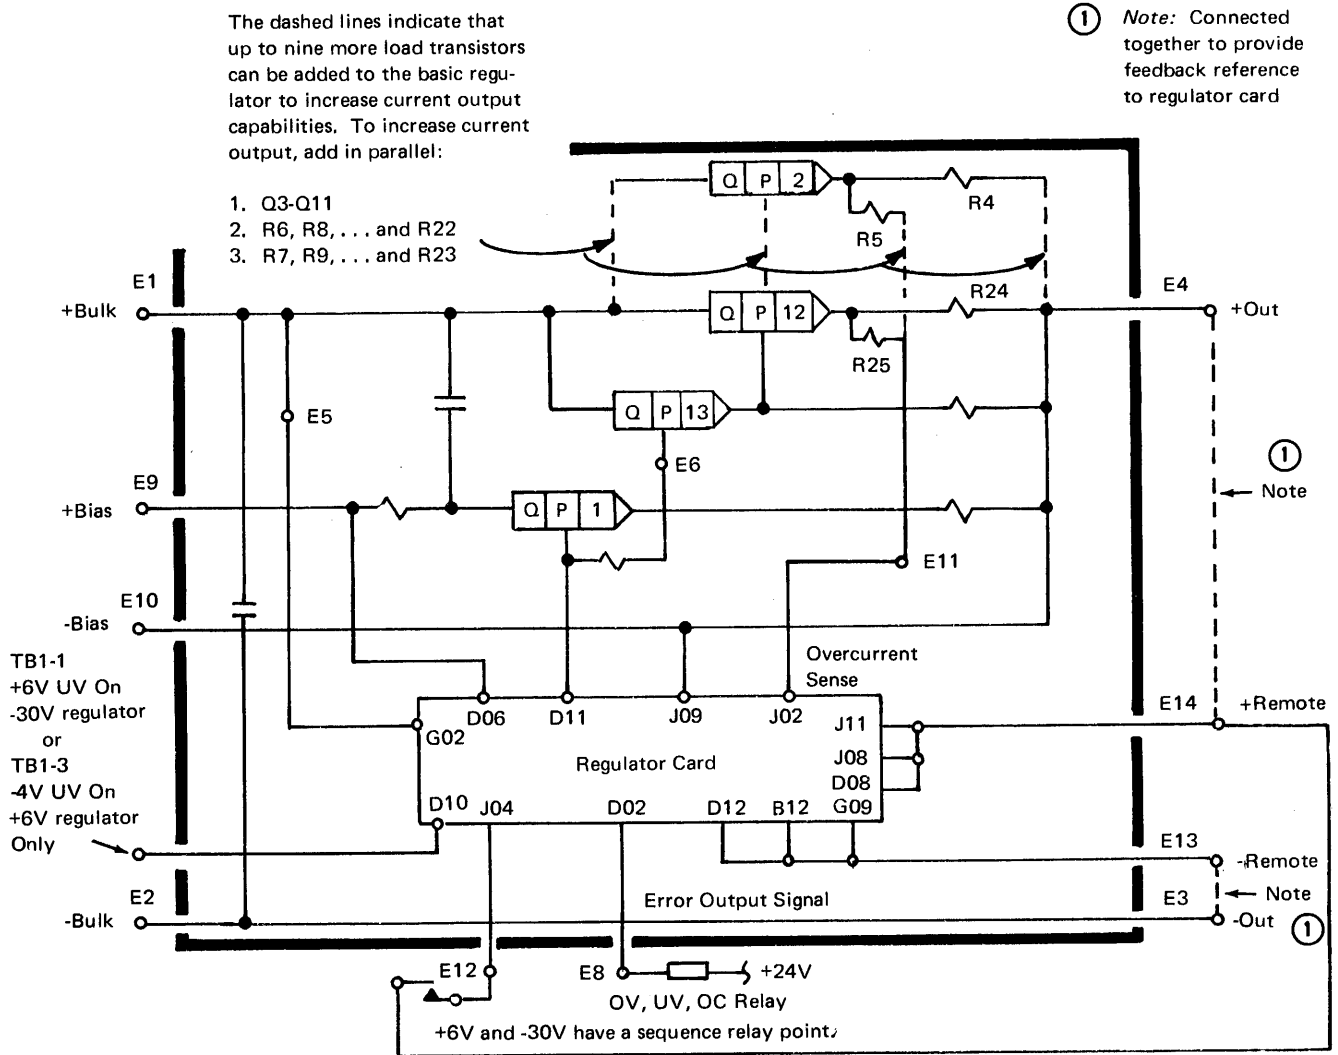 The dashed lines indicate that
up to nine more load transistors
can be added to the basic regu-
lator to increase current output
capabilities. To increase current
output, add in parallel:
1. Q3-Q11
2. R6, R8, . . . and R22
3. R7, R9, . . . and R23
① Note: Connected
together to provide
feedback reference
to regulator card
Q P 2
R4
R5
E1
+Bulk
Q P 12
R24
R25
E4
+Out
E5
Q P 13
E6
① Note
E9
+Bias
Q P 1
E11
E10
-Bias
Overcurrent
Sense
TB1-1
+6V UV On
-30V regulator
or
TB1-3
-4V UV On
+6V regulator
Only
D06 D11 J09 J02
G02
J11
J08
D08
Regulator Card
D10 J04 D02 D12 B12 G09
E14
+Remote
E13
-Remote
Note
①
E2
-Bulk
Error Output Signal
E3
-Out
E12
E8
+24V
OV, UV, OC Relay
+6V and -30V have a sequence relay point.